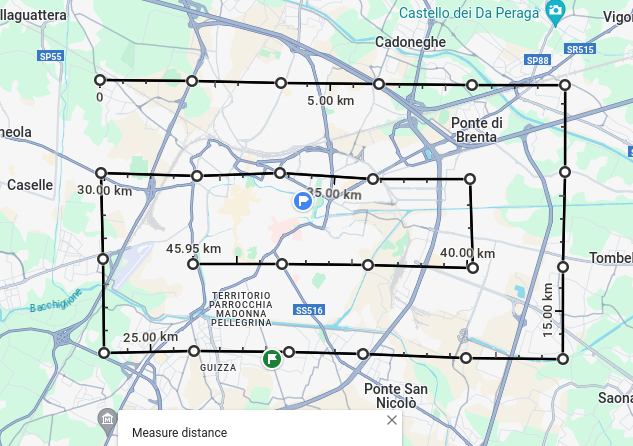 Castello dei Da Peraga
llaguattera
Vigo
Cadoneghe
SP55
SR515
SP88
0
5.00 km
Ponte di
Brenta
neola
Caselle
30.00 km
35.00 km
45.95 km
40.00 km
Tombel
TERRITORIO
PARROCCHIA
MADONNA
PELLEGRINA
SS516
Bacchiglione
15.00 km
25.00 km
GUIZZA
Ponte San
Nicolò
Saona
Measure distance